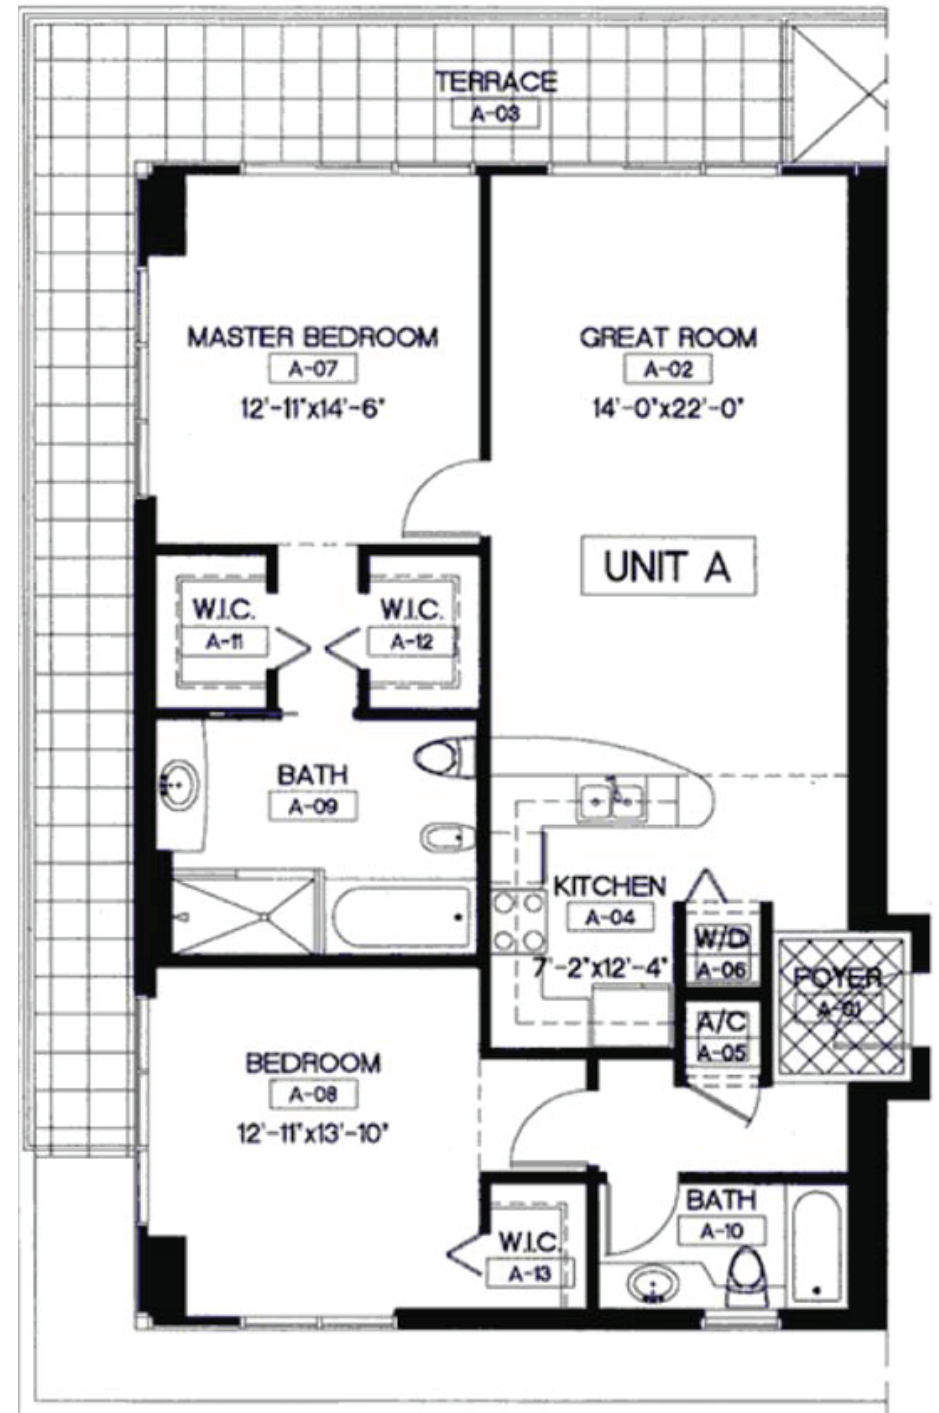 TERRACE
A-03
MASTER BEDROOM
A-07
12'-11"x14'-6"
GREAT ROOM
A-02
14'-0"x22'-0"
UNIT A
W.I.C.
A-11
W.I.C.
A-12
BATH
A-09
KITCHEN
A-04
7'-2"x12'-4"
W/D
A-06
FOYER
A-01
A/C
A-05
BEDROOM
A-08
12'-11"x13'-10"
BATH
A-10
W.I.C.
A-13